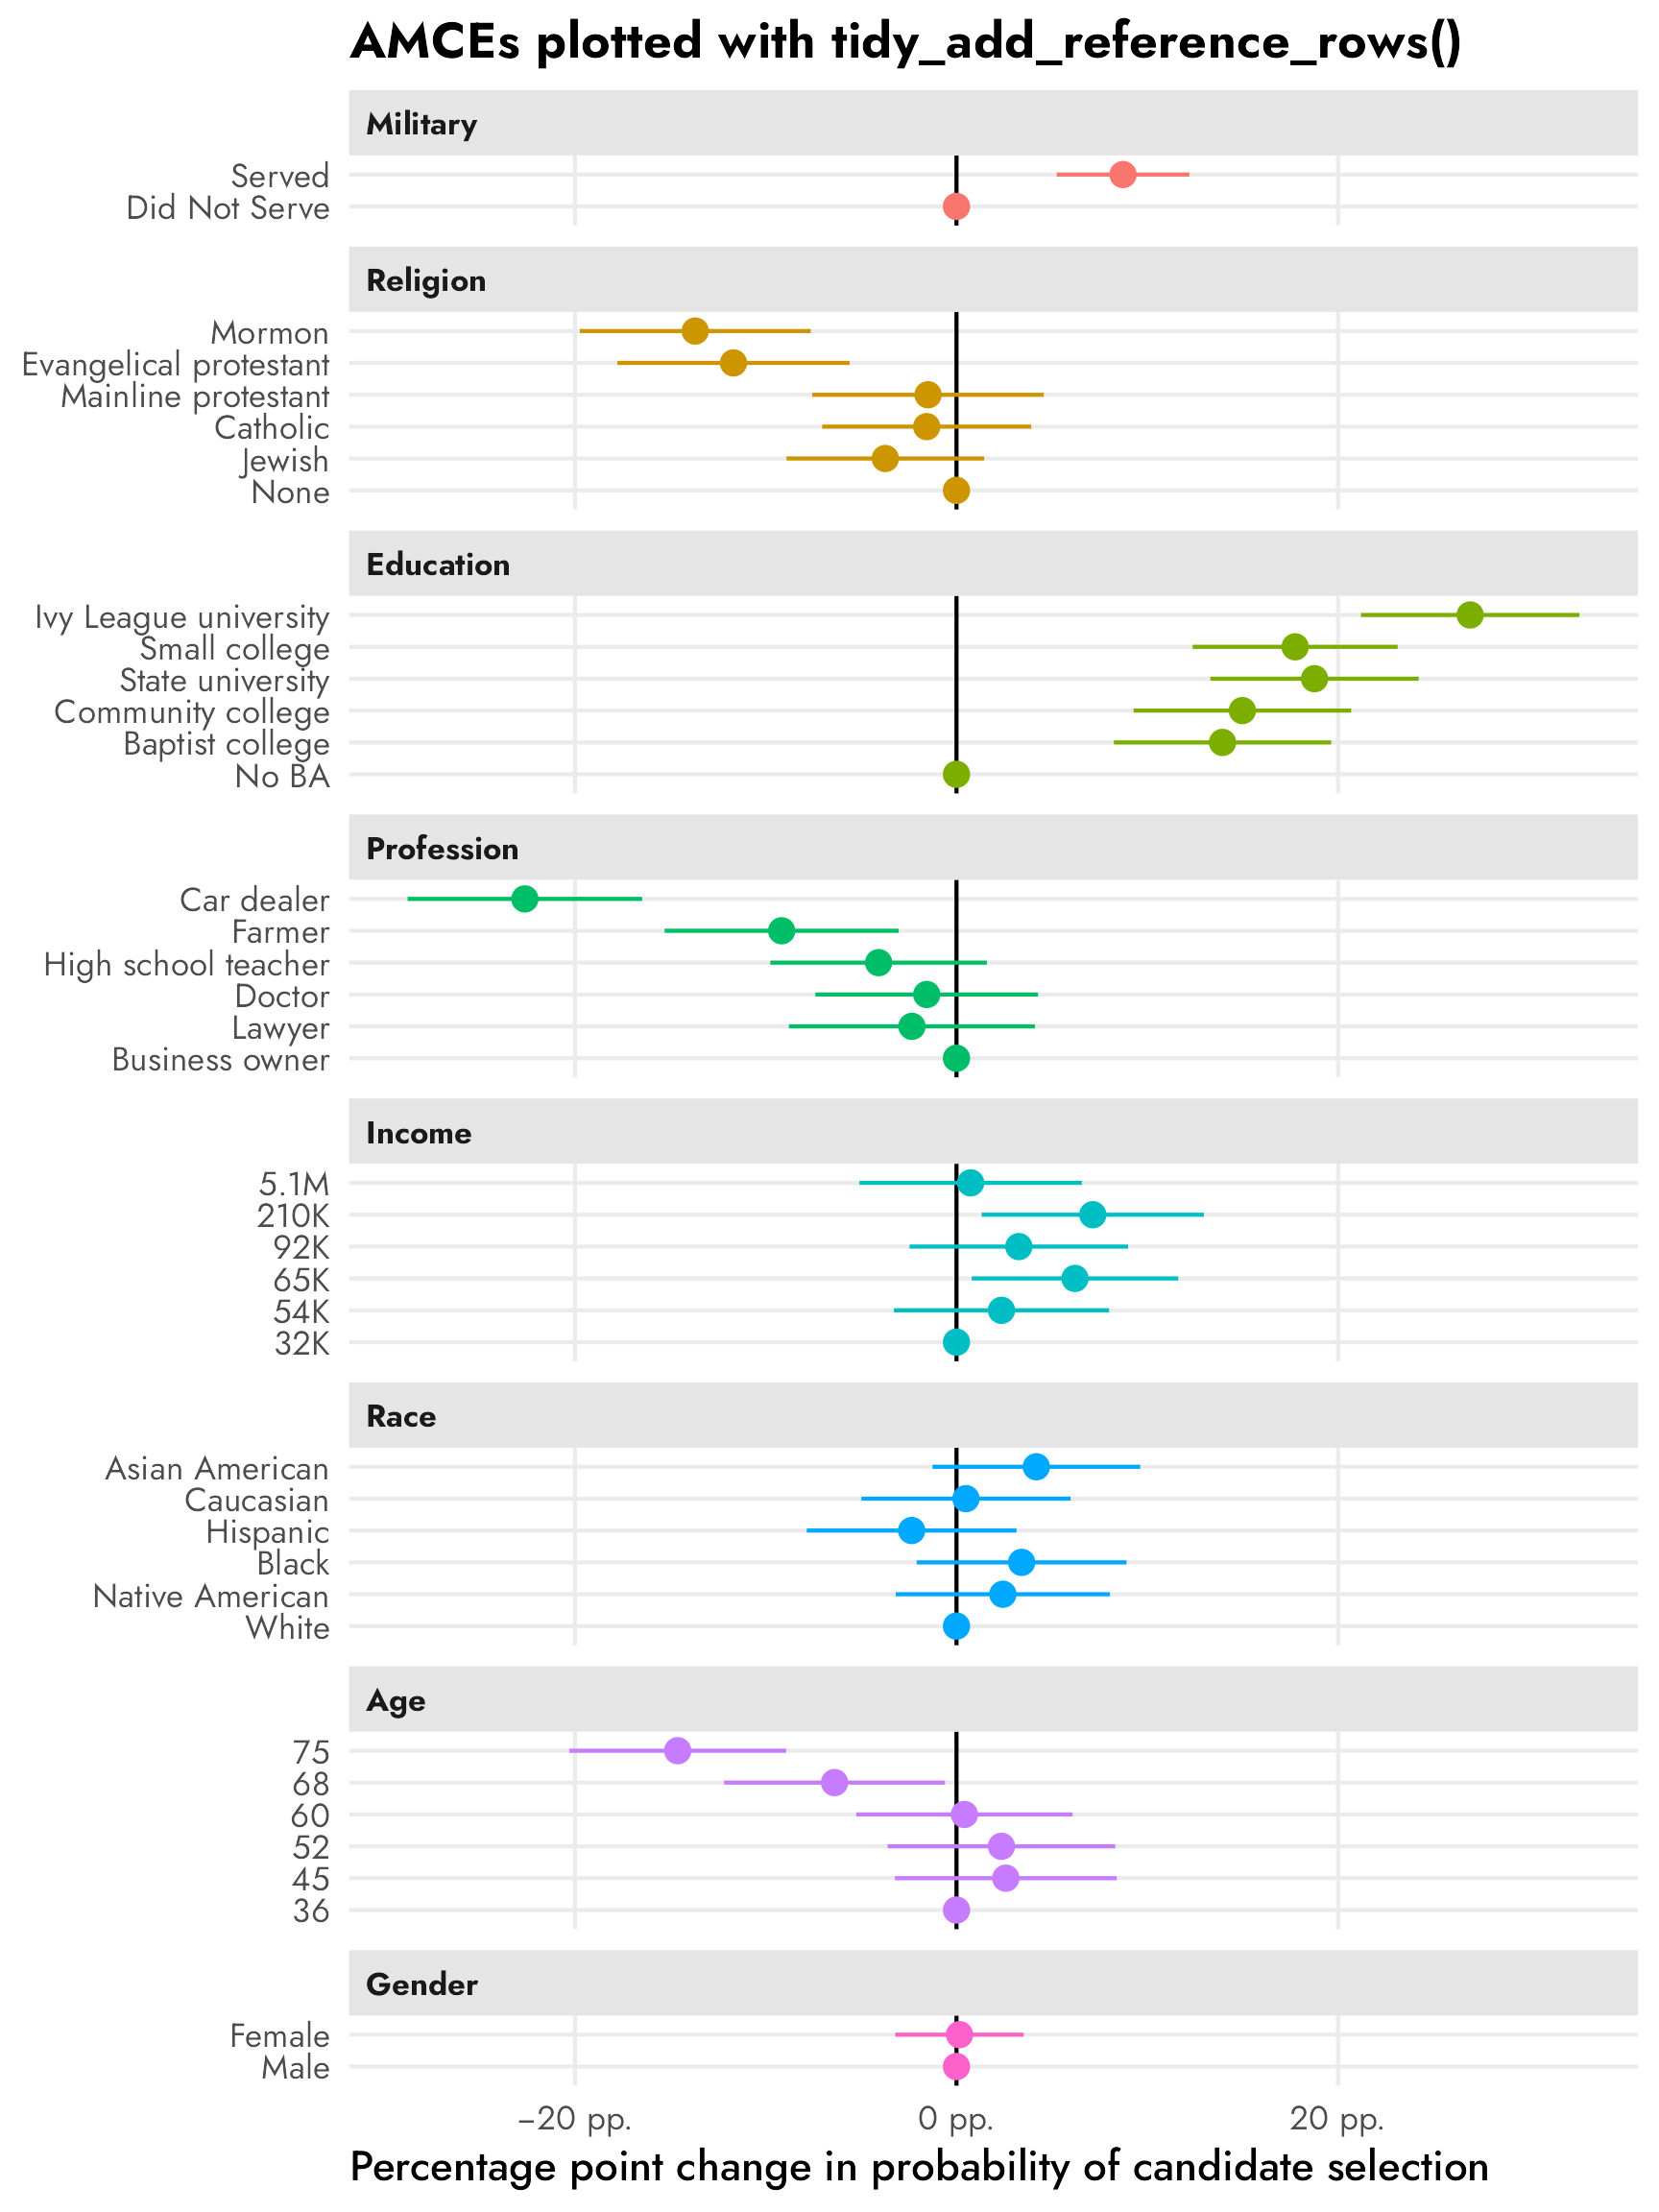 AMCEs plotted with tidy_add_reference_rows()
Military
Served
Did Not Serve
Religion
Mormon
Evangelical protestant
Mainline protestant
Catholic
Jewish
None
Education
Ivy League university
Small college
State university
Community college
Baptist college
No BA
Profession
Car dealer
Farmer
High school teacher
Doctor
Lawyer
Business owner
Income
5.1M
210K
92K
65K
54K
32K
Race
Asian American
Caucasian
Hispanic
Black
Native American
White
Age
75
68
60
52
45
36
Gender
Female
Male
−20 pp. 0 pp. 20 pp.
Percentage point change in probability of candidate selection